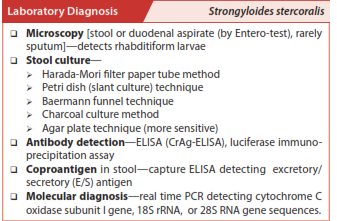 Laboratory Diagnosis Strongyloides stercoralis
❑ Microscopy [stool or duodenal aspirate (by Entero-test), rarely
sputum]—detects rhabditiform larvae
❑ Stool culture—
➢ Harada-Mori filter paper tube method
➢ Petri dish (slant culture) technique
➢ Baermann funnel technique
➢ Charcoal culture method
➢ Agar plate technique (more sensitive)
❑ Antibody detection—ELISA (CrAg-ELISA), luciferase immuno-
precipitation assay
❑ Coproantigen in stool—capture ELISA detecting excretory/
secretory (E/S) antigen
❑ Molecular diagnosis—real time PCR detecting cytochrome C
oxidase subunit I gene, 18S rRNA, or 28S RNA gene sequences.